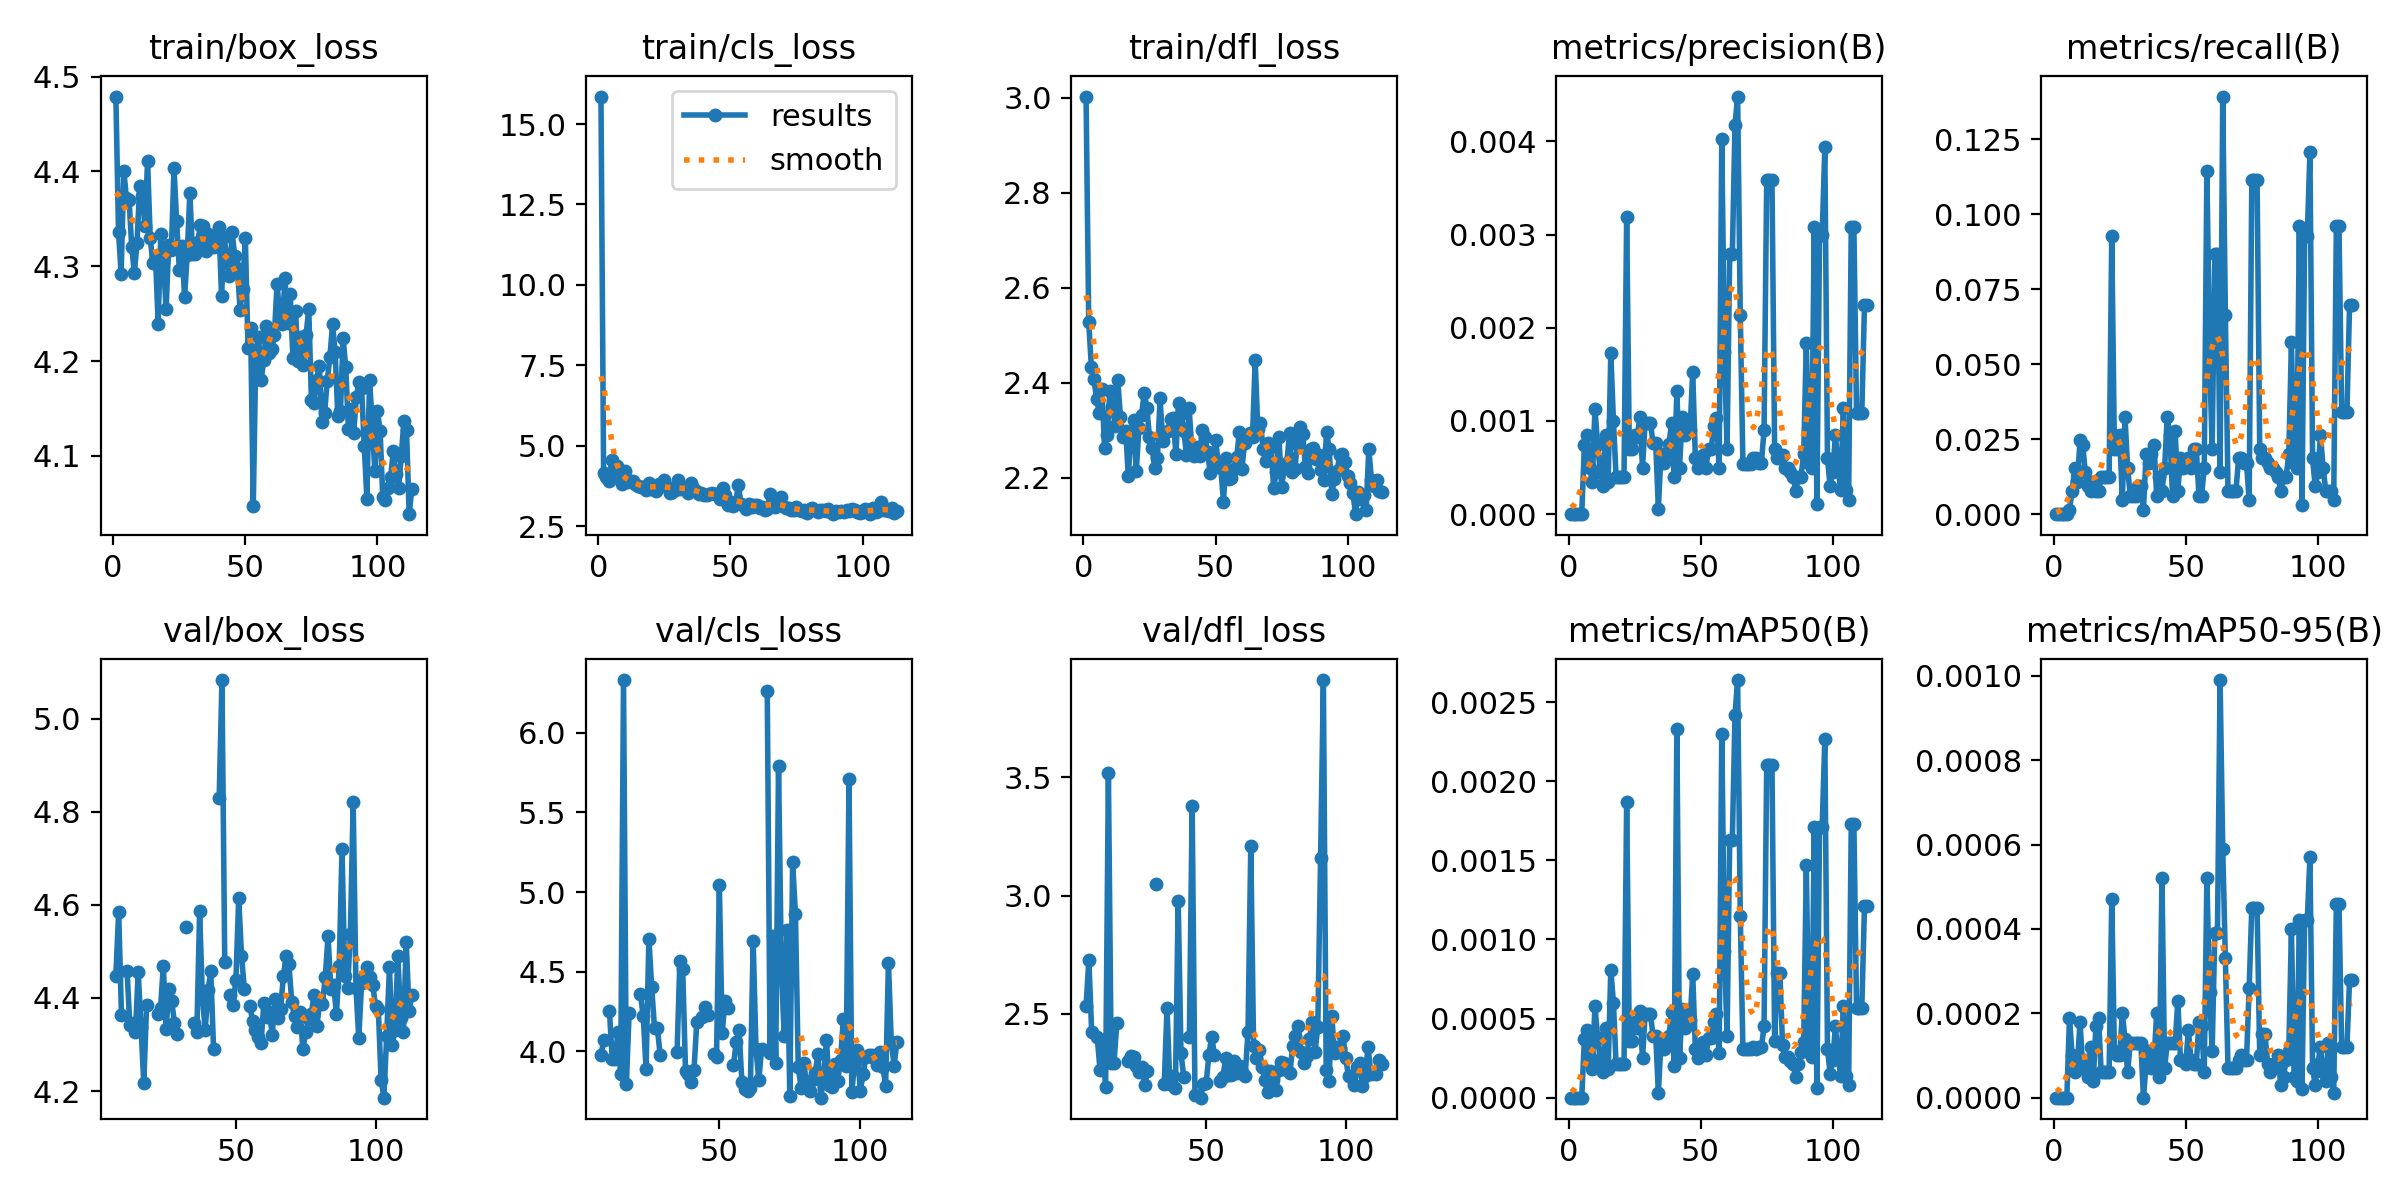 train/box_loss
4.5
4.4
4.3
4.2
4.1
0 50 100
train/cls_loss
results
smooth
15.0
12.5
10.0
7.5
5.0
2.5
0 50 100
train/dfl_loss
3.0
2.8
2.6
2.4
2.2
0 50 100
metrics/precision(B)
0.004
0.003
0.002
0.001
0.000
0 50 100
metrics/recall(B)
0.125
0.100
0.075
0.050
0.025
0.000
0 50 100
val/box_loss
5.0
4.8
4.6
4.4
4.2
50 100
val/cls_loss
6.0
5.5
5.0
4.5
4.0
50 100
val/dfl_loss
3.5
3.0
2.5
50 100
metrics/mAP50(B)
0.0025
0.0020
0.0015
0.0010
0.0005
0.0000
0 50 100
metrics/mAP50-95(B)
0.0010
0.0008
0.0006
0.0004
0.0002
0.0000
0 50 100